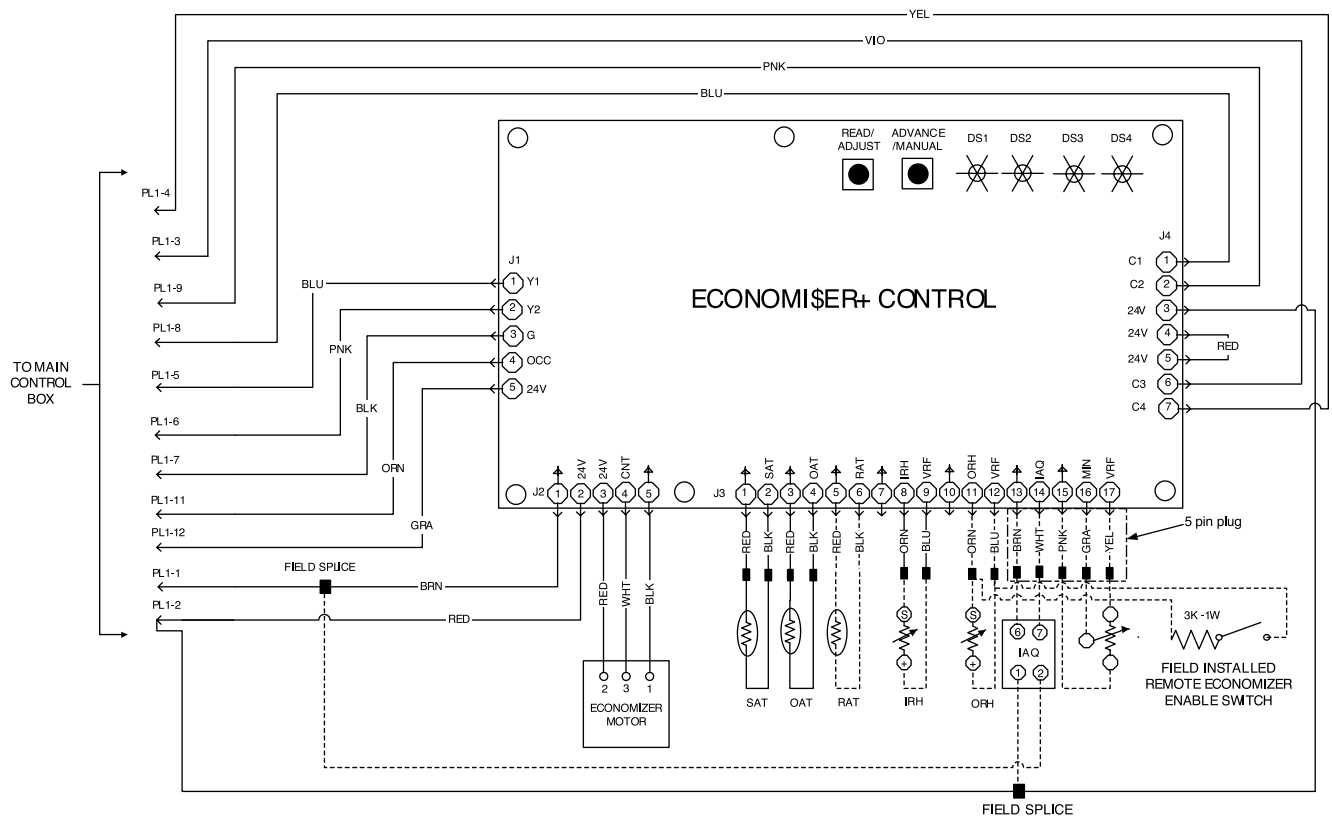 YEL
VIO
PNK
BLU
READ/
ADJUST
ADVANCE
/MANUAL
DS1 DS2 DS3 DS4
PL1-4
PL1-3
PL1-9
PL1-8
PL1-5
PL1-6
PL1-7
PL1-11
PL1-12
PL1-1
PL1-2
TO MAIN
CONTROL
BOX
BLU
PNK
BLK
ORN
GRA
J1
1 Y1
2 Y2
3 G
4 OCC
5 24V
ECONOMI$ER+ CONTROL
J4
C1 1
C2 2
24V 3
24V 4
24V 5
C3 6
C4 7
RED
24V 24V CNT
J2 1 2 3 4 5
SAT OAT RAT IRH VRF ORH VRF IAQ MIN VRF
J3 1 2 3 4 5 6 7 8 9 10 11 12 13 14 15 16 17
5 pin plug
RED BLK RED BLK RED BLK ORN BLU ORN BLU BRN WHT PNK GRA YEL
FIELD SPLICE
BRN
RED
RED WHT BLK
2 3 1
ECONOMIZER
MOTOR
S
+
S
+
6 7
IAQ
1 2
SAT OAT RAT IRH ORH
3K -1W
FIELD INSTALLED
REMOTE ECONOMIZER
ENABLE SWITCH
FIELD SPLICE